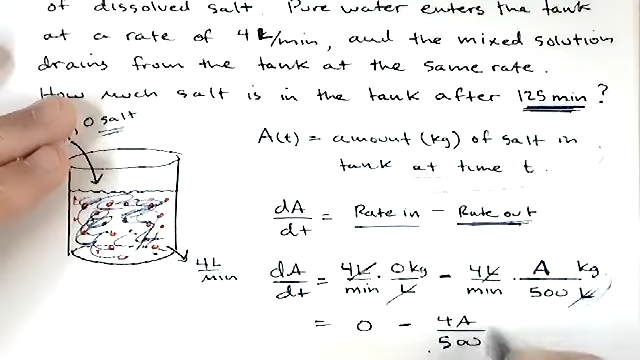 of dissolved salt. Pure water enters the tank
at a rate of 4 L/min, and the mixed solution
drains from the tank at the same rate.
How much salt is in the tank after 125 min?
0 salt
A(t) = amount (kg) of salt in
tank at time t.
dA/dt = Rate in - Rate out
4L/min
dA/dt = 4L/min · 0kg/L - 4L/min · A/500 kg/L
= 0 - 4A/500